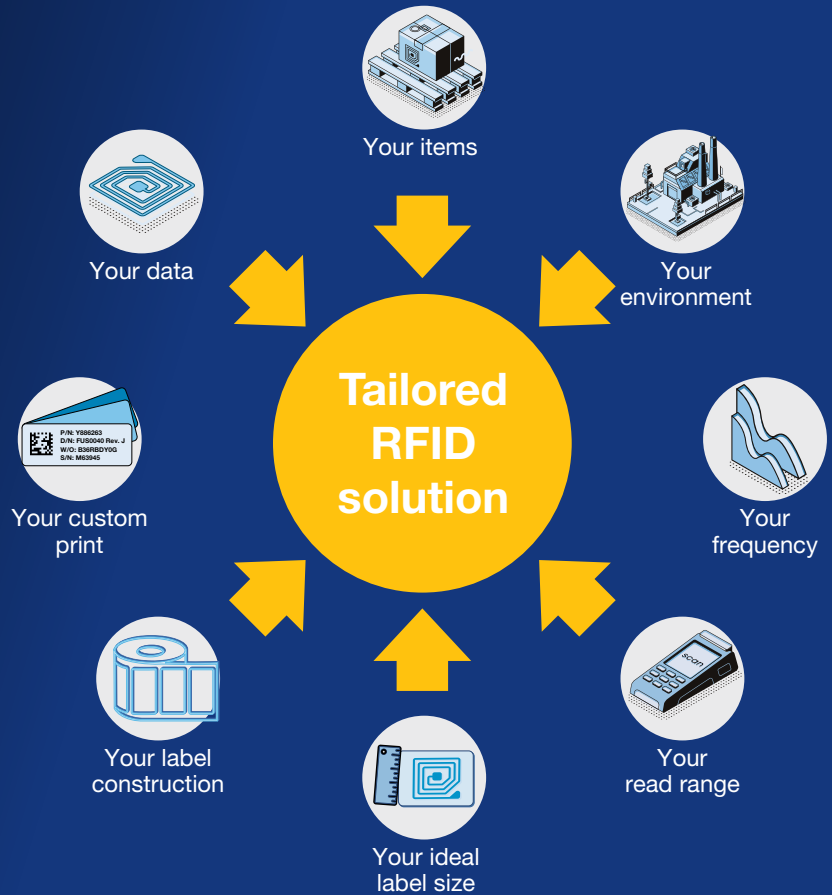 Your items
Your data
Your
environment
Tailored
RFID
solution
P/N: Y886263
D/N: FUS0040 Rev. J
W/O: B36RBDY0G
S/N: M63945
Your custom
print
Your
frequency
Your label
construction
scan
Your
read range
Your ideal
label size